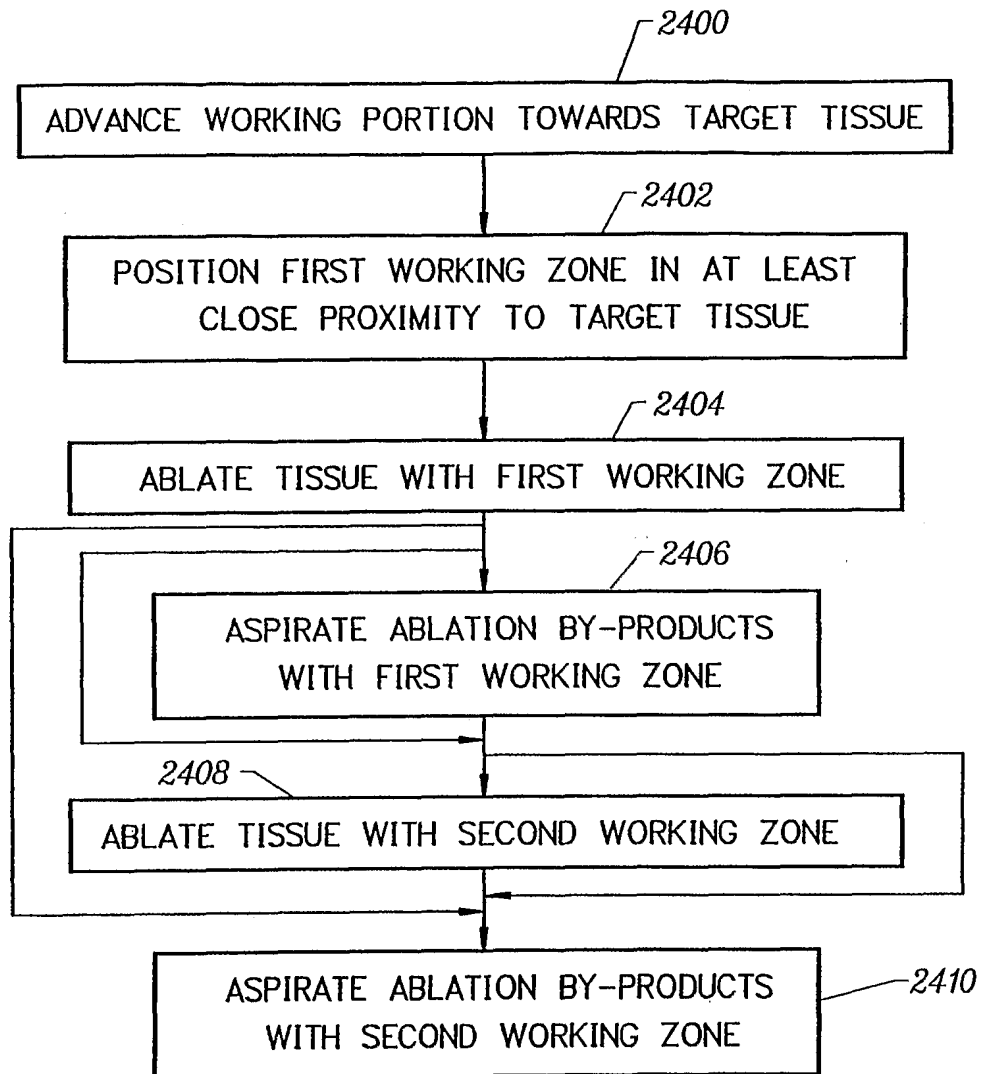 2400
ADVANCE WORKING PORTION TOWARDS TARGET TISSUE
2402
POSITION FIRST WORKING ZONE IN AT LEAST
CLOSE PROXIMITY TO TARGET TISSUE
2404
ABLATE TISSUE WITH FIRST WORKING ZONE
2406
ASPIRATE ABLATION BY-PRODUCTS
WITH FIRST WORKING ZONE
2408
ABLATE TISSUE WITH SECOND WORKING ZONE
ASPIRATE ABLATION BY-PRODUCTS
WITH SECOND WORKING ZONE
2410